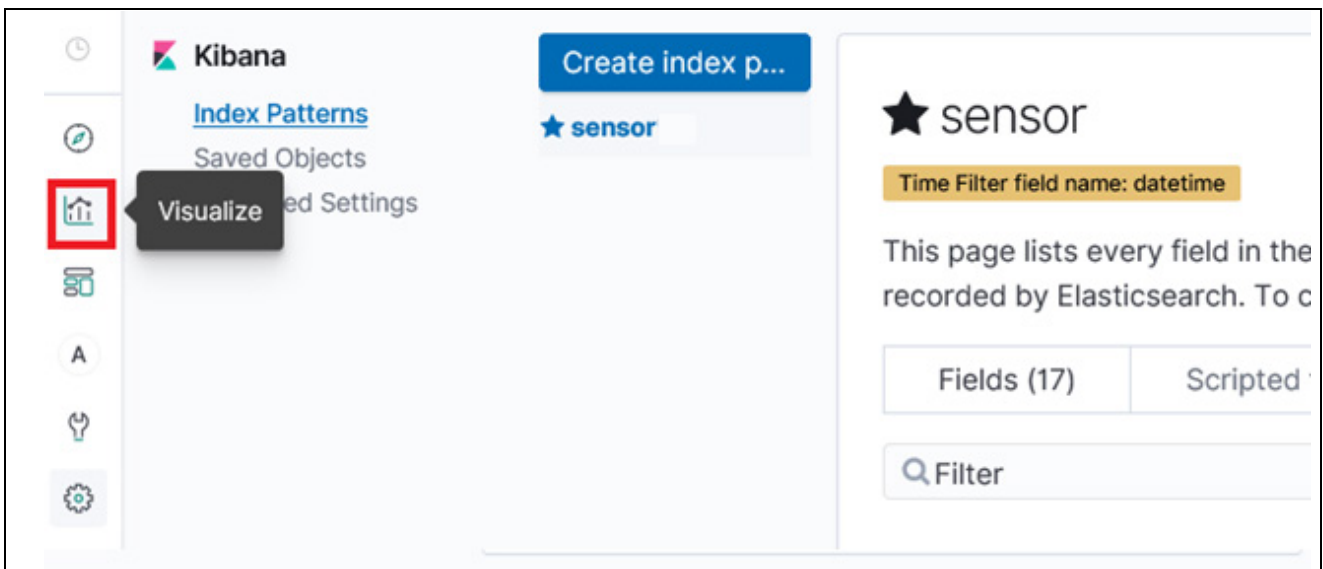 Kibana
Index Patterns
Saved Objects
ed Settings
Visualize
A
Create index p...
sensor
sensor
Time Filter field name: datetime
This page lists every field in the
recorded by Elasticsearch. To c
Fields (17)
Scripted
Filter